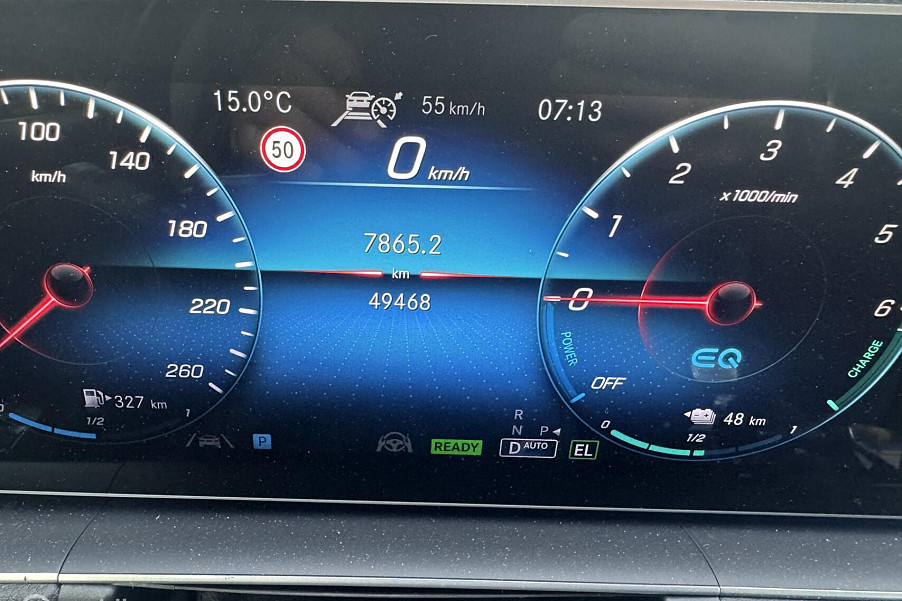 15.0°C
55 km/h
07:13
50
0 km/h
7865.2
km
49468
100
140
km/h
180
220
260
327 km
0
1/2
1
P
READY
R
N
P
D AUTO
EL
0
1
2
3
4
5
6
x1000/min
POWER
OFF
EQ
CHARGE
48 km
0
1/2
1